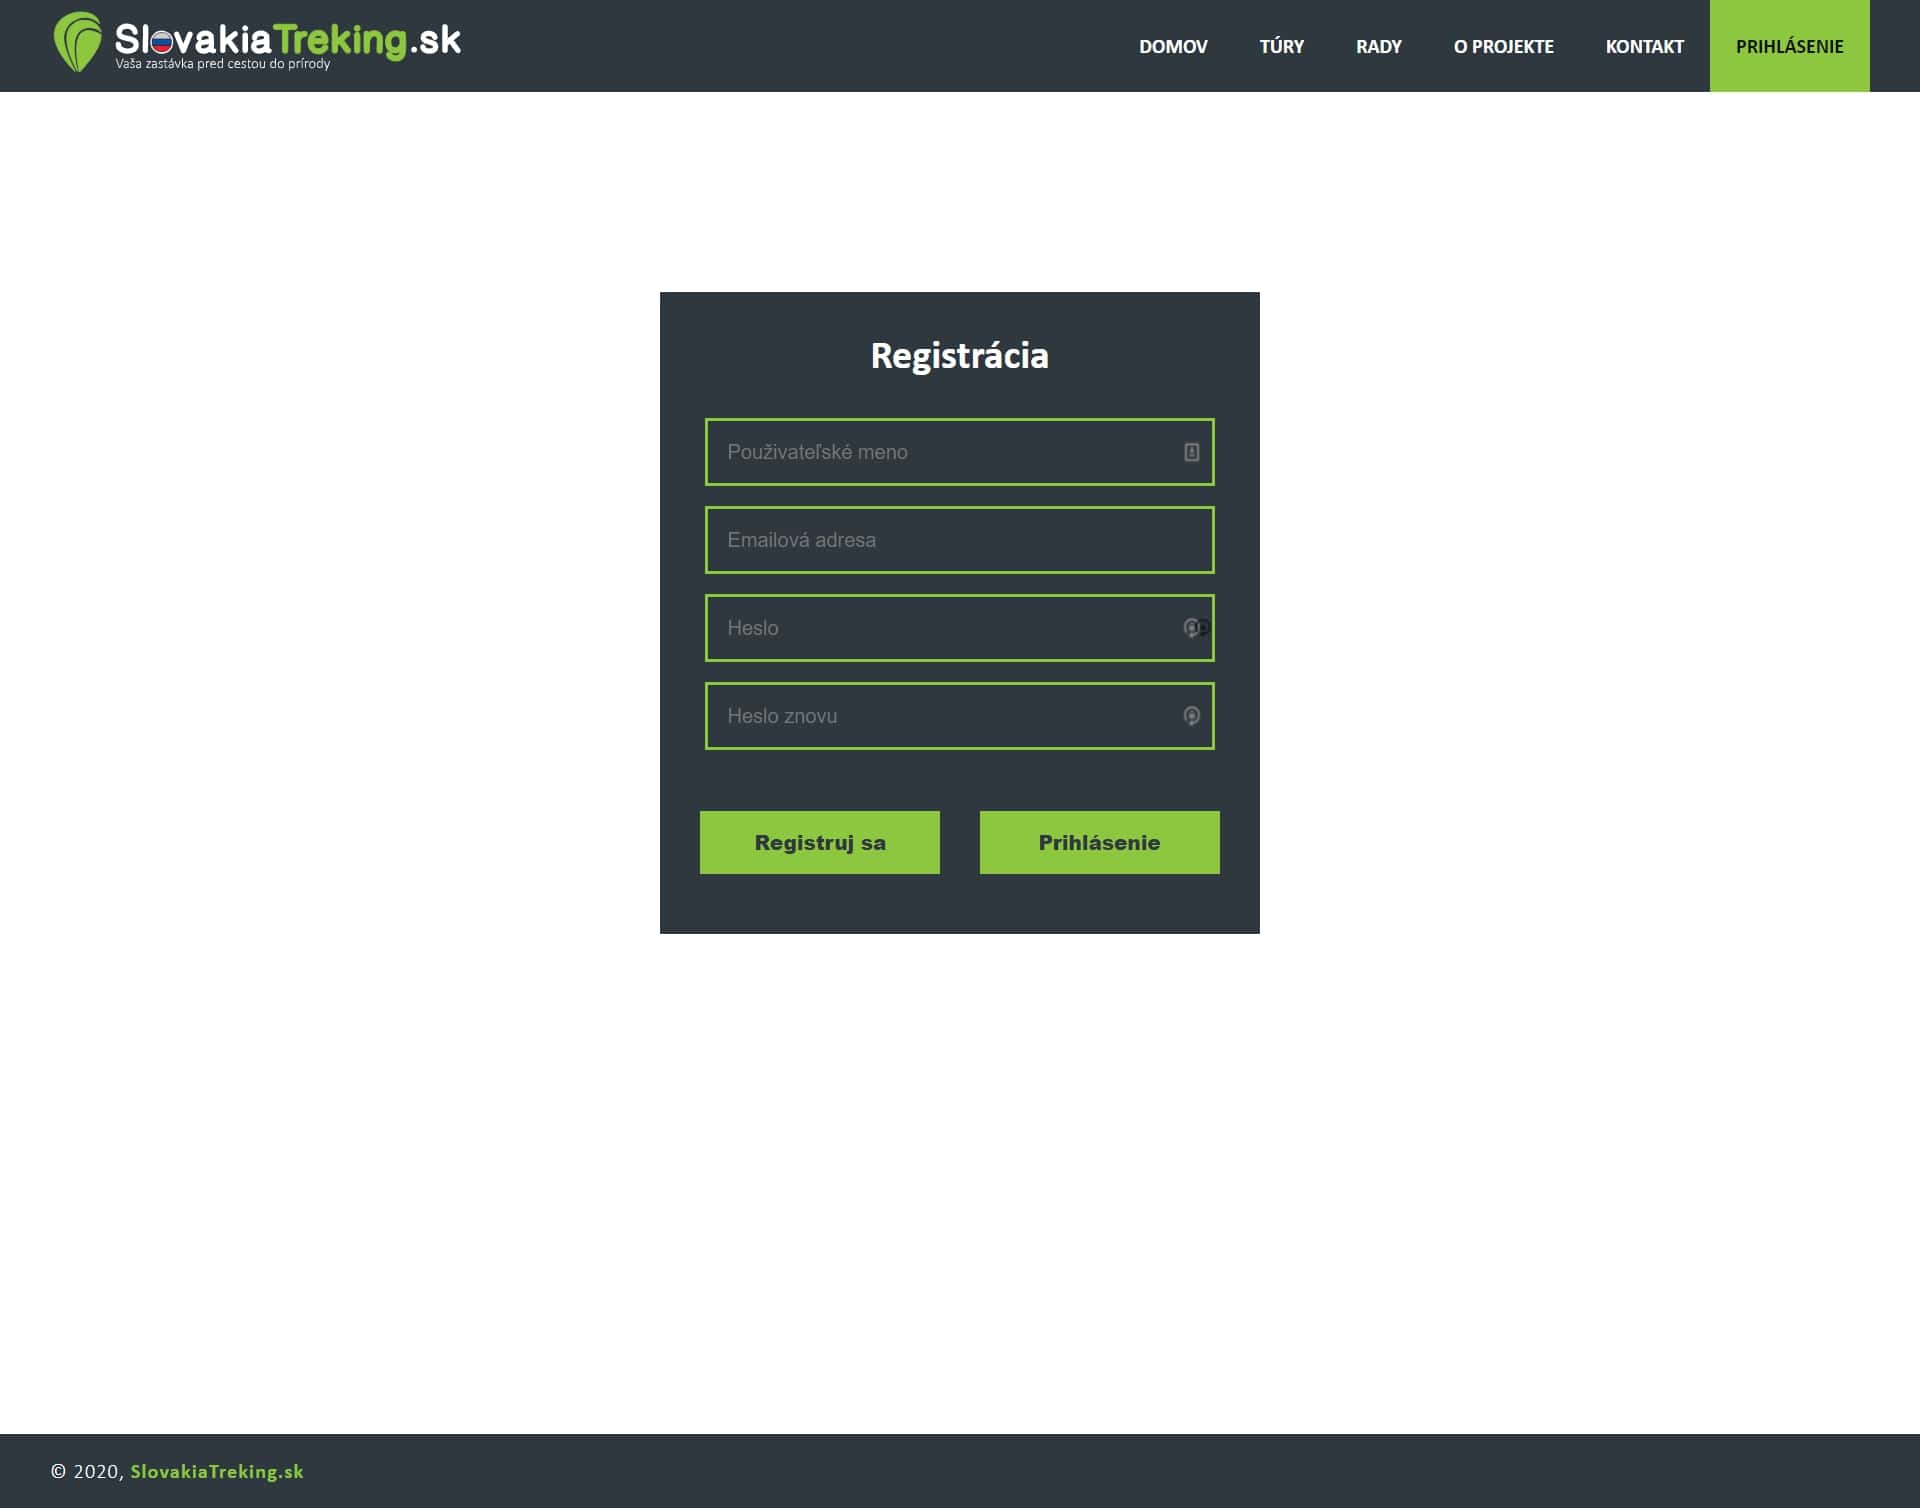 SlovakiaTreking.sk
Vaša zastávka pred cestou do prírody
DOMOV TÚRY RADY O PROJEKTE KONTAKT PRIHLÁSENIE
Registrácia
Použivateľské meno
Emailová adresa
Heslo
Heslo znovu
Registruj sa Prihlásenie
© 2020, SlovakiaTreking.sk